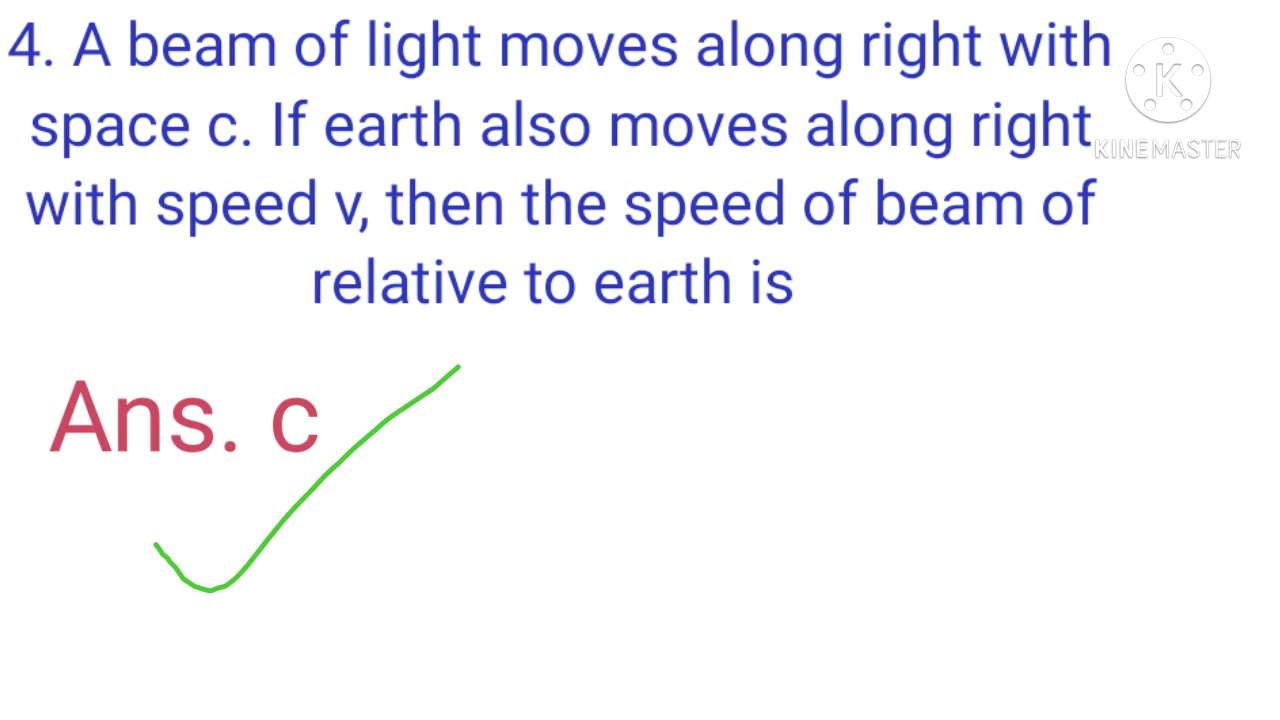 4. A beam of light moves along right with
space c. If earth also moves along right
with speed v, then the speed of beam of
relative to earth is
Ans. c
K
KINEMASTER